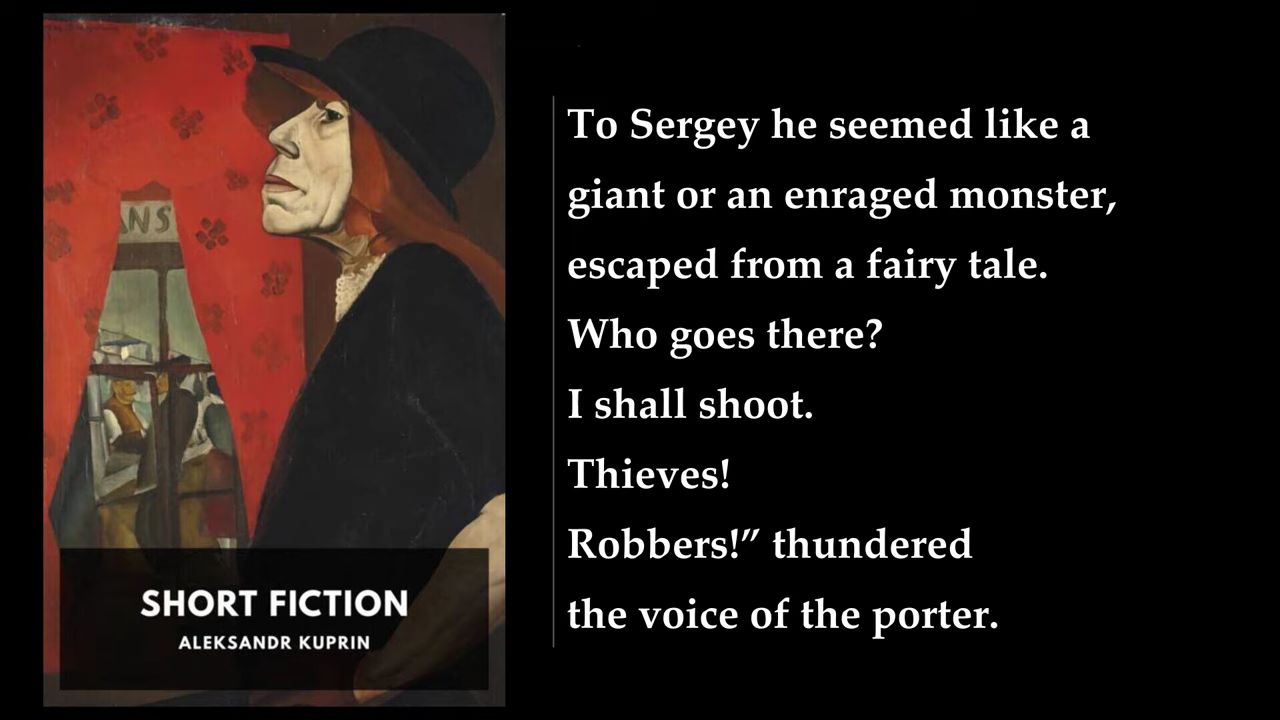 ANS
SHORT FICTION
ALEKSANDR KUPRIN
To Sergey he seemed like a
giant or an enraged monster,
escaped from a fairy tale.
Who goes there?
I shall shoot.
Thieves!
Robbers!” thundered
the voice of the porter.